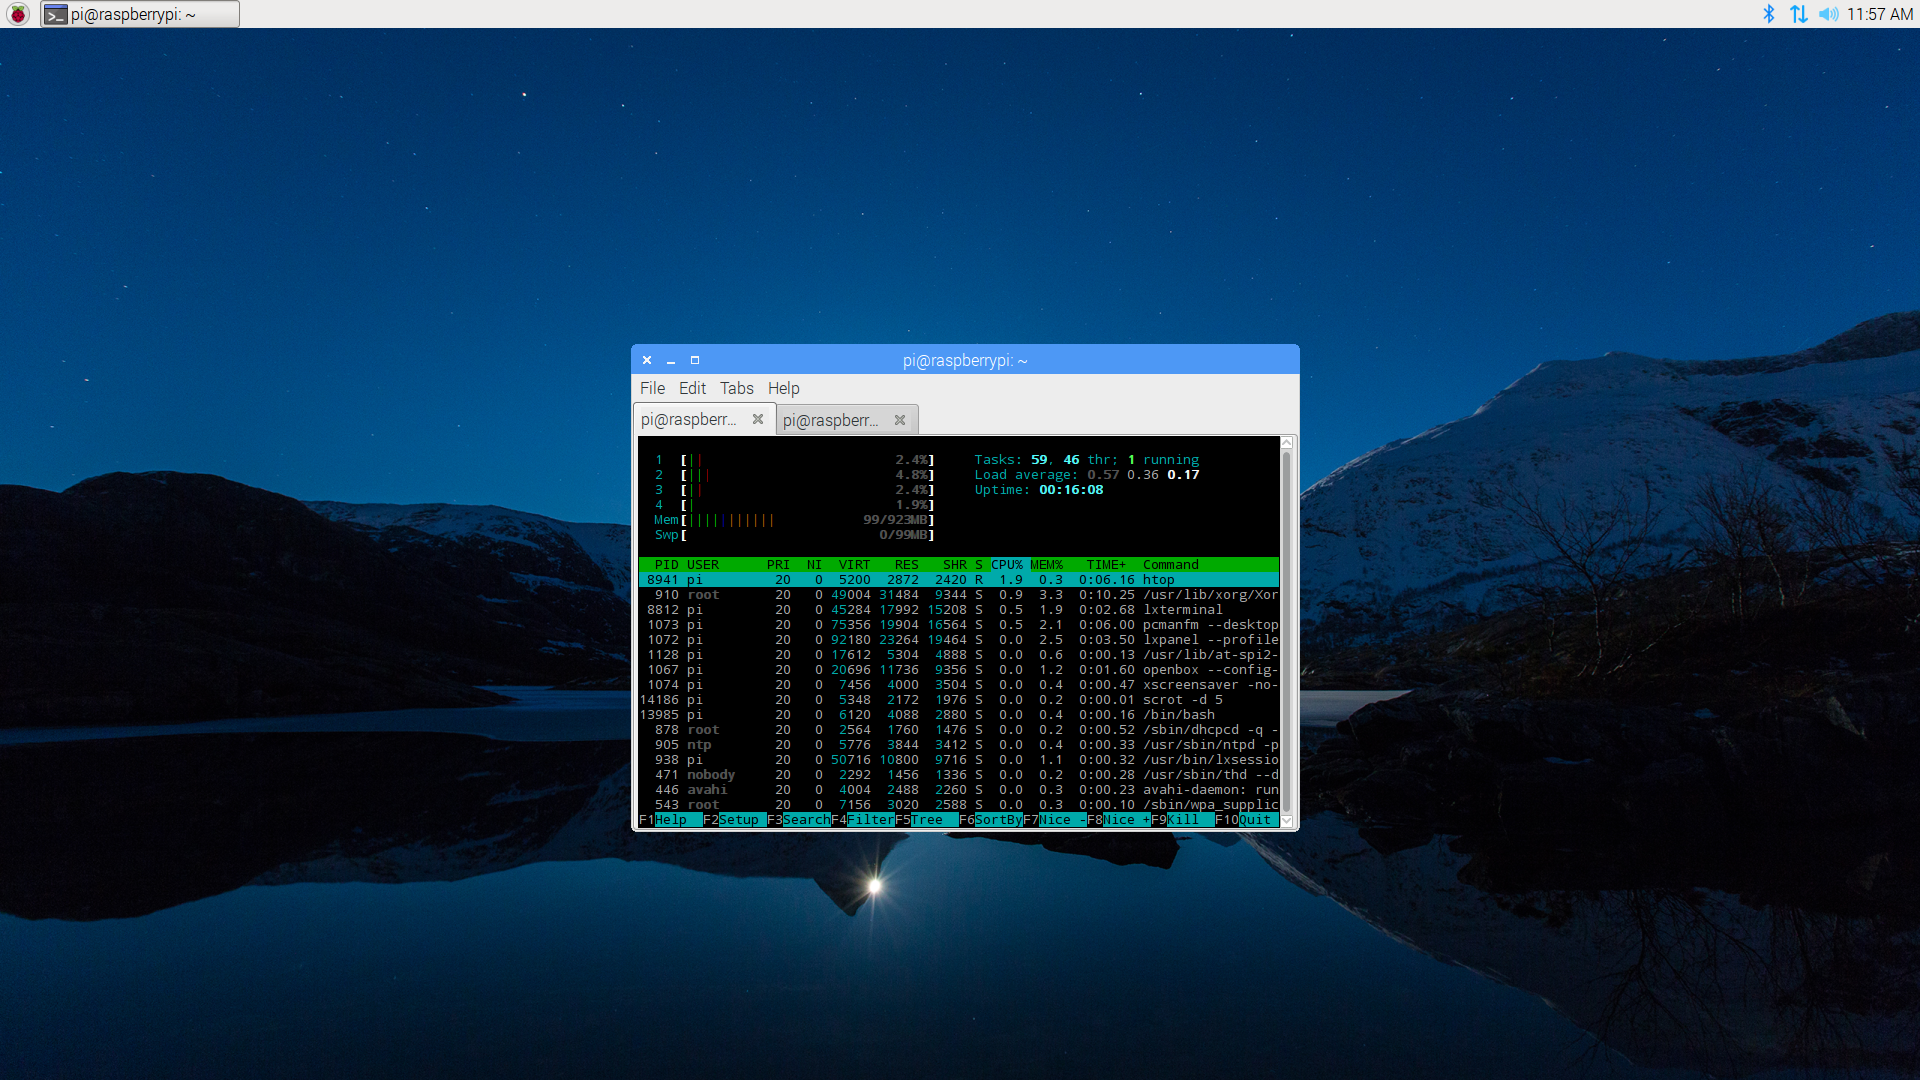 pi@raspberrypi: ~
11:57 AM
pi@raspberrypi: ~
File Edit Tabs Help
pi@raspberr... pi@raspberr...
1 [|| 2.4%] Tasks: 59, 46 thr; 1 running
2 [||| 4.8%] Load average: 0.57 0.36 0.17
3 [|| 2.4%] Uptime: 00:16:08
4 [| 1.9%]
Mem[||||||||||| 99/923MB]
Swp[ 0/99MB]
PID USER PRI NI VIRT RES SHR S CPU% MEM% TIME+ Command
8941 pi 20 0 5200 2872 2420 R 1.9 0.3 0:06.16 htop
910 root 20 0 49004 31484 9344 S 0.9 3.3 0:10.25 /usr/lib/xorg/Xor
8812 pi 20 0 45284 17992 15208 S 0.5 1.9 0:02.68 lxterminal
1073 pi 20 0 75356 19904 16564 S 0.5 2.1 0:06.00 pcmanfm --desktop
1072 pi 20 0 92180 23264 19464 S 0.0 2.5 0:03.50 lxpanel --profile
1128 pi 20 0 17612 5304 4888 S 0.0 0.6 0:00.13 /usr/lib/at-spi2-
1067 pi 20 0 20696 11736 9356 S 0.0 1.2 0:01.60 openbox --config-
1074 pi 20 0 7456 4000 3504 S 0.0 0.4 0:00.47 xscreensaver -no-
14186 pi 20 0 5348 2172 1976 S 0.0 0.2 0:00.01 scrot -d 5
13985 pi 20 0 6120 4088 2880 S 0.0 0.4 0:00.16 /bin/bash
878 root 20 0 2564 1760 1476 S 0.0 0.2 0:00.52 /sbin/dhcpcd -q -
905 ntp 20 0 5776 3844 3412 S 0.0 0.4 0:00.33 /usr/sbin/ntpd -p
938 pi 20 0 50716 10800 9716 S 0.0 1.1 0:00.32 /usr/bin/lxsessio
471 nobody 20 0 2292 1456 1336 S 0.0 0.2 0:00.28 /usr/sbin/thd --d
446 avahi 20 0 4004 2488 2260 S 0.0 0.3 0:00.23 avahi-daemon: run
543 root 20 0 7156 3020 2588 S 0.0 0.3 0:00.10 /sbin/wpa_supplic
F1Help F2Setup F3SearchF4FilterF5Tree F6SortByF7Nice -F8Nice +F9Kill F10Quit